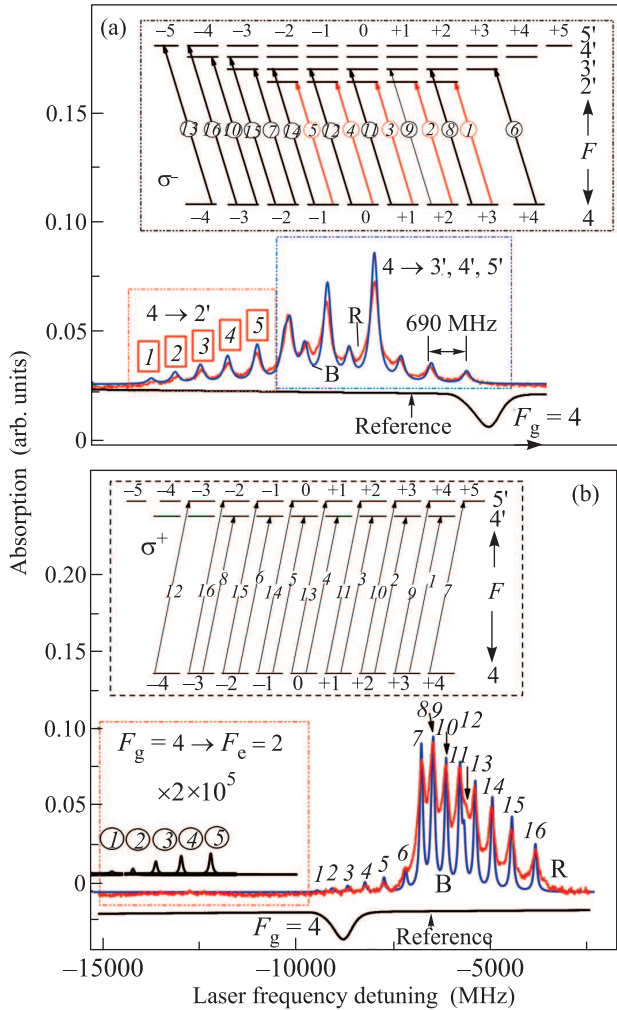 (a)
−5 −4 −3 −2 −1 0 +1 +2 +3 +4 +5 5′
4′
3′
2′
13 16 10 15 7 14 5 12 4 11 3 9 2 8 1 6
F
σ−
−4 −3 −2 −1 0 +1 +2 +3 +4 4
0.15
0.10
0.05
0
4 → 2′
1 2 3 4 5
4 → 3′, 4′, 5′
R
B
690 MHz
Reference
Fg = 4
Absorption (arb. units)
(b)
−5 −4 −3 −2 −1 0 +1 +2 +3 +4 +5 5′
4′
σ+
12 16 8 15 6 14 5 13 4 11 3 10 2 9 1 7
F
−4 −3 −2 −1 0 +1 +2 +3 +4 4
0.20
0.15
0.10
0.05
0
Fg = 4 → Fe = 2
×2×10⁵
1 2 3 4 5
1 2 3 4 5 6 7 8 9 10 11 12 13 14 15 16
B
R
Fg = 4
Reference
−15000 −10000 −5000
Laser frequency detuning (MHz)